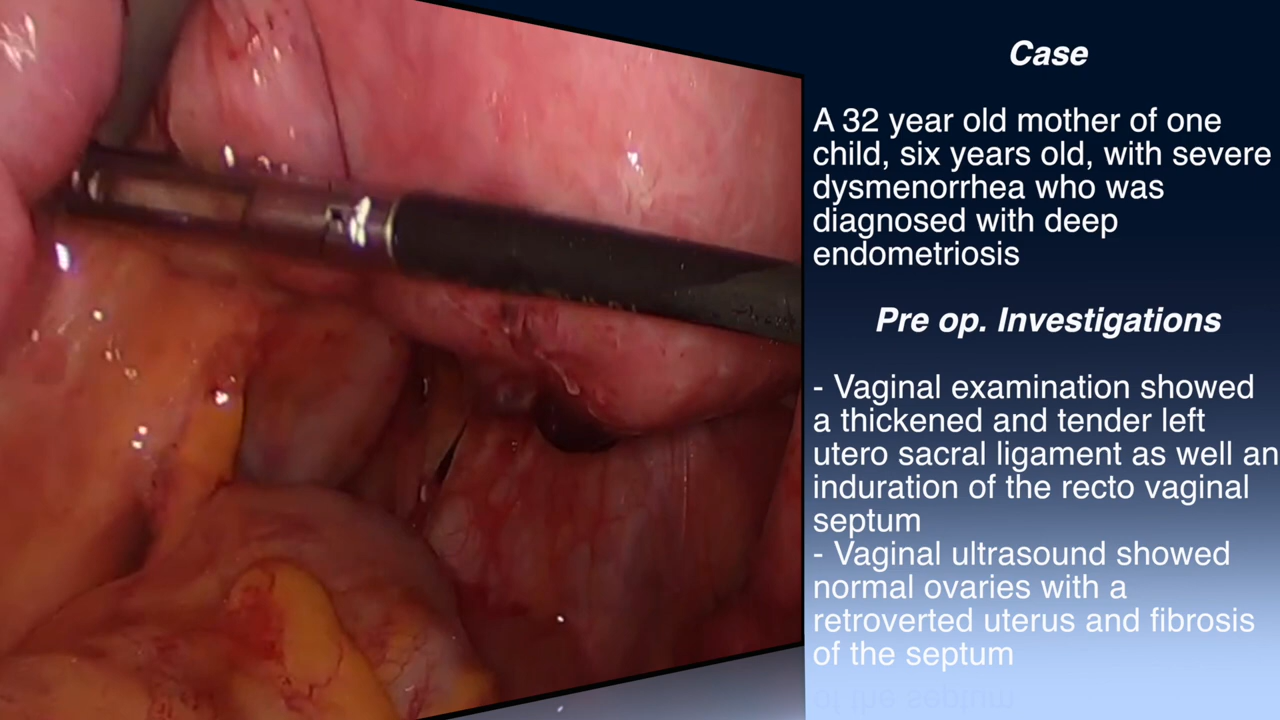 Case
A 32 year old mother of one
child, six years old, with severe
dysmenorrhea who was
diagnosed with deep
endometriosis
Pre op. Investigations
- Vaginal examination showed
a thickened and tender left
utero sacral ligament as well an
induration of the recto vaginal
septum
- Vaginal ultrasound showed
normal ovaries with a
retroverted uterus and fibrosis
of the septum